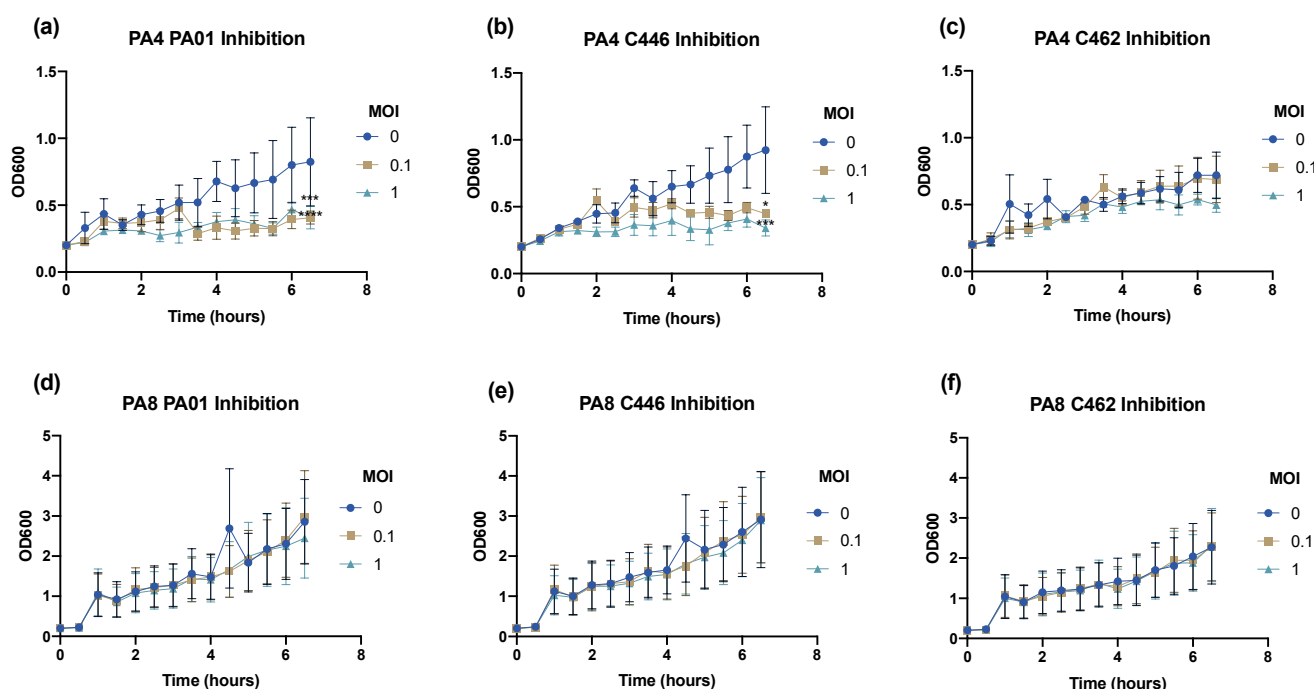 (a)
PA4 PA01 Inhibition
OD600
1.5
1.0
0.5
0.0
0 2 4 6 8
Time (hours)
MOI
0
0.1
1
***
****
(b)
PA4 C446 Inhibition
OD600
1.5
1.0
0.5
0.0
0 2 4 6 8
Time (hours)
MOI
0
0.1
1
*
***
(c)
PA4 C462 Inhibition
OD600
1.5
1.0
0.5
0.0
0 2 4 6 8
Time (hours)
MOI
0
0.1
1
(d)
PA8 PA01 Inhibition
OD600
5
4
3
2
1
0
0 2 4 6 8
Time (hours)
MOI
0
0.1
1
(e)
PA8 C446 Inhibition
OD600
5
4
3
2
1
0
0 2 4 6 8
Time (hours)
MOI
0
0.1
1
(f)
PA8 C462 Inhibition
OD600
5
4
3
2
1
0
0 2 4 6 8
Time (hours)
MOI
0
0.1
1